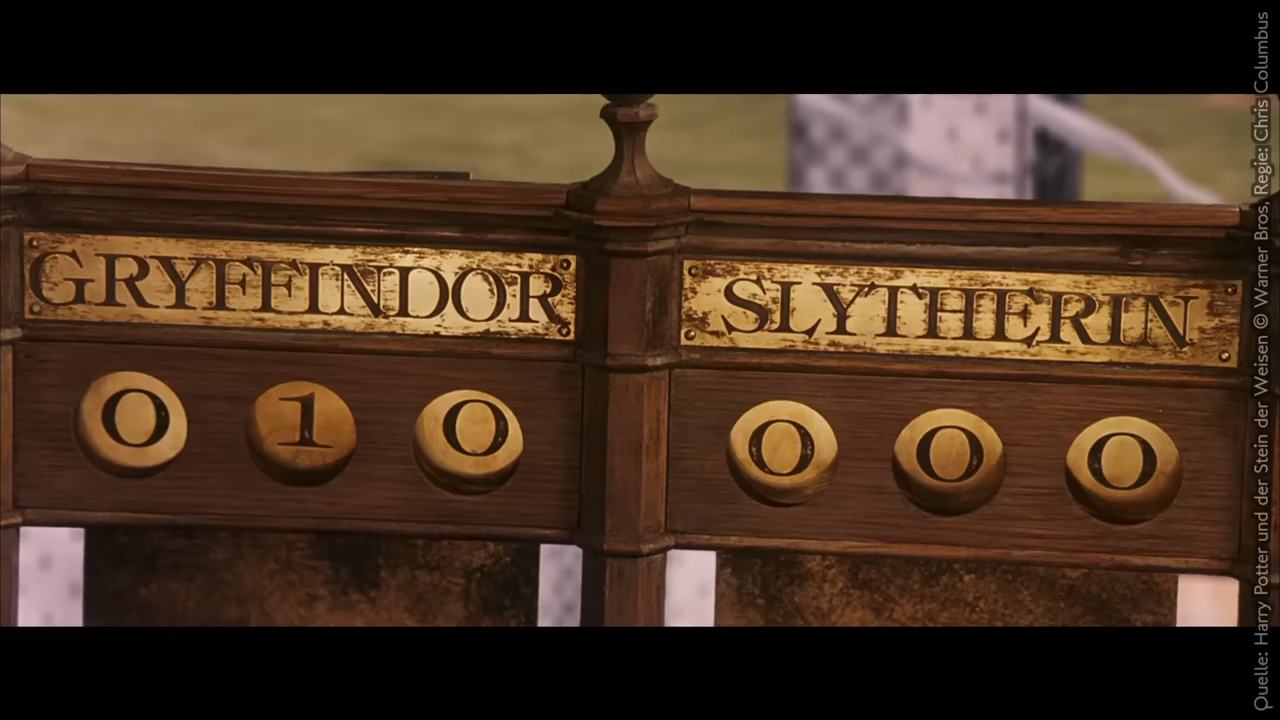 GRYFFINDOR
SLYTHERIN
0 1 0
0 0 0
Quelle: Harry Potter und der Stein der Weisen © Warner Bros, Regie: Chris Columbus